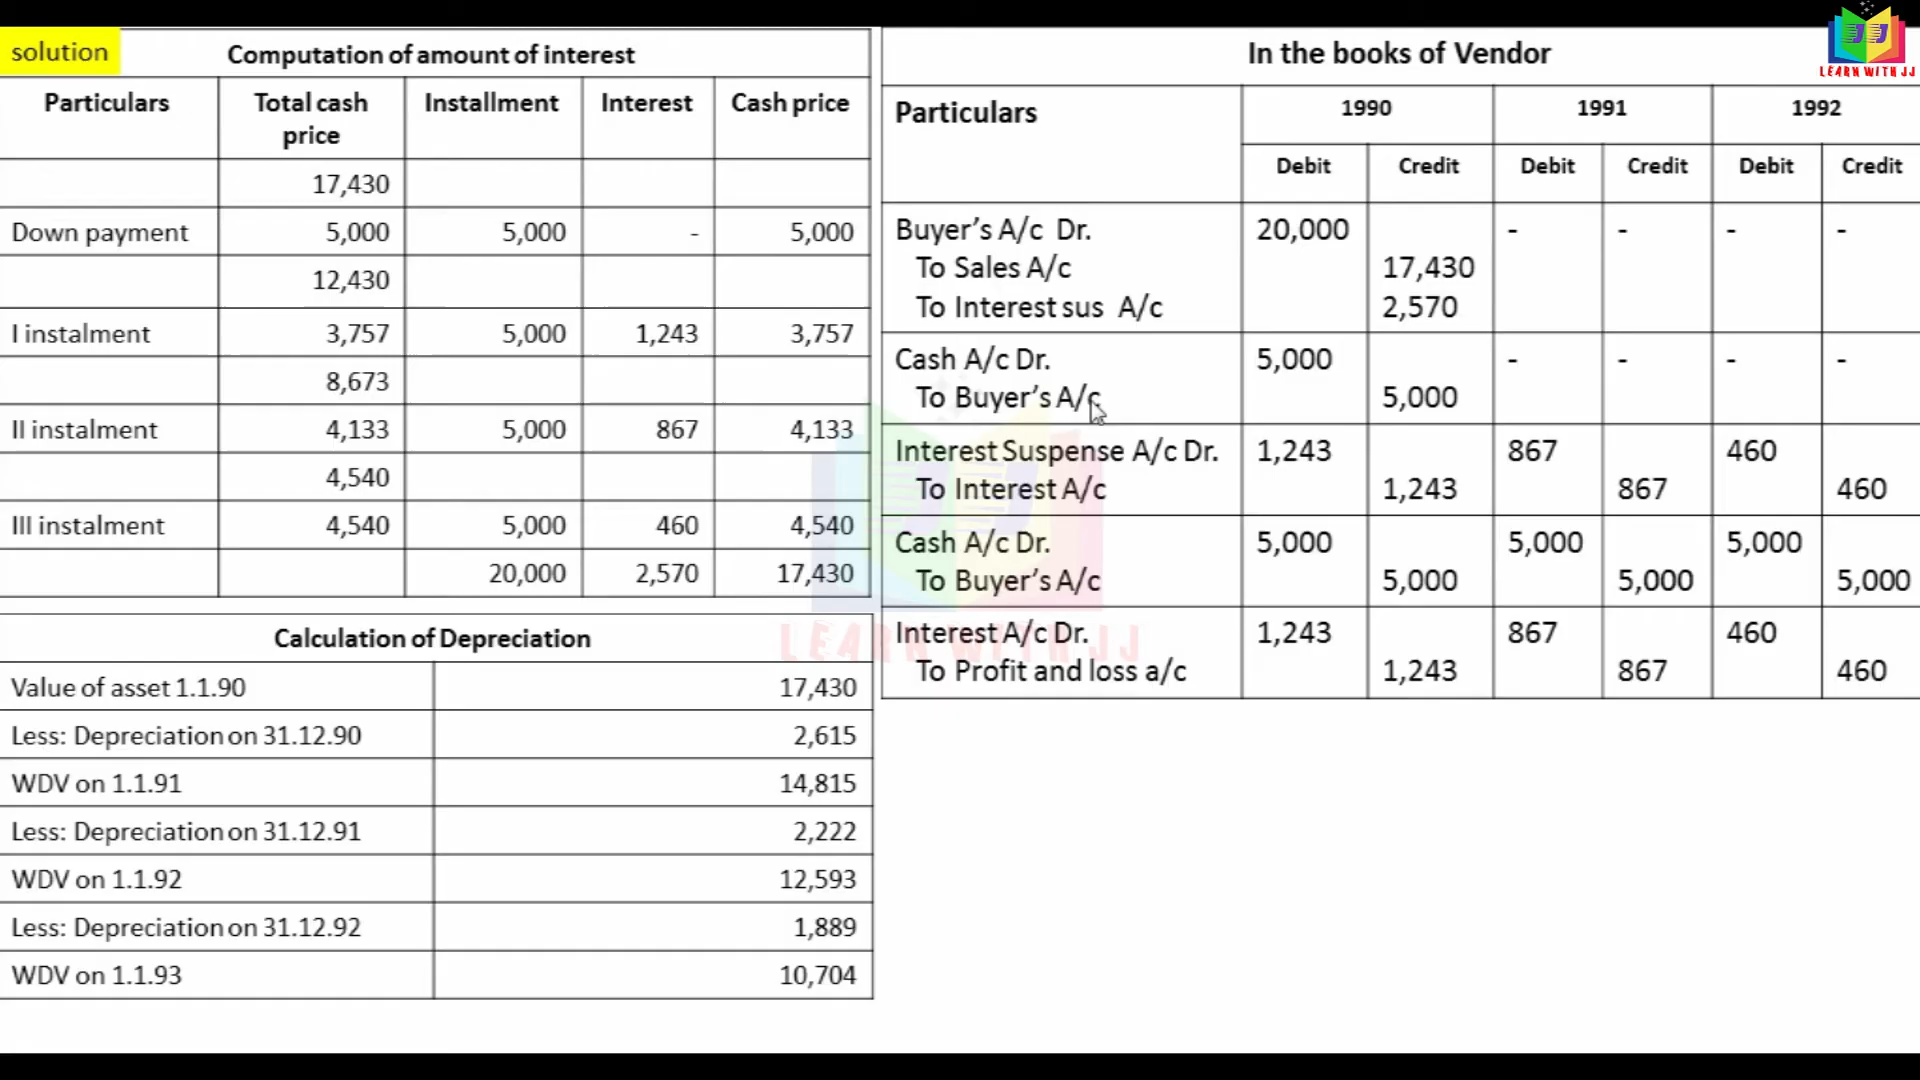 solution
Computation of amount of interest
Particulars Total cash price Installment Interest Cash price
17,430
Down payment 5,000 5,000 - 5,000
12,430
I instalment 3,757 5,000 1,243 3,757
8,673
II instalment 4,133 5,000 867 4,133
4,540
III instalment 4,540 5,000 460 4,540
20,000 2,570 17,430
Calculation of Depreciation
Value of asset 1.1.90 17,430
Less: Depreciation on 31.12.90 2,615
WDV on 1.1.91 14,815
Less: Depreciation on 31.12.91 2,222
WDV on 1.1.92 12,593
Less: Depreciation on 31.12.92 1,889
WDV on 1.1.93 10,704
In the books of Vendor
Particulars 1990 1991 1992
Debit Credit Debit Credit Debit Credit
Buyer’s A/c Dr. 20,000 - - - -
To Sales A/c 17,430
To Interest sus A/c 2,570
Cash A/c Dr. 5,000 - - - -
To Buyer’s A/c 5,000
Interest Suspense A/c Dr. 1,243 867 460
To Interest A/c 1,243 867 460
Cash A/c Dr. 5,000 5,000 5,000
To Buyer’s A/c 5,000 5,000 5,000
Interest A/c Dr. 1,243 867 460
To Profit and loss a/c 1,243 867 460
LEARN WITH JJ
JJ
LEARN WITH JJ